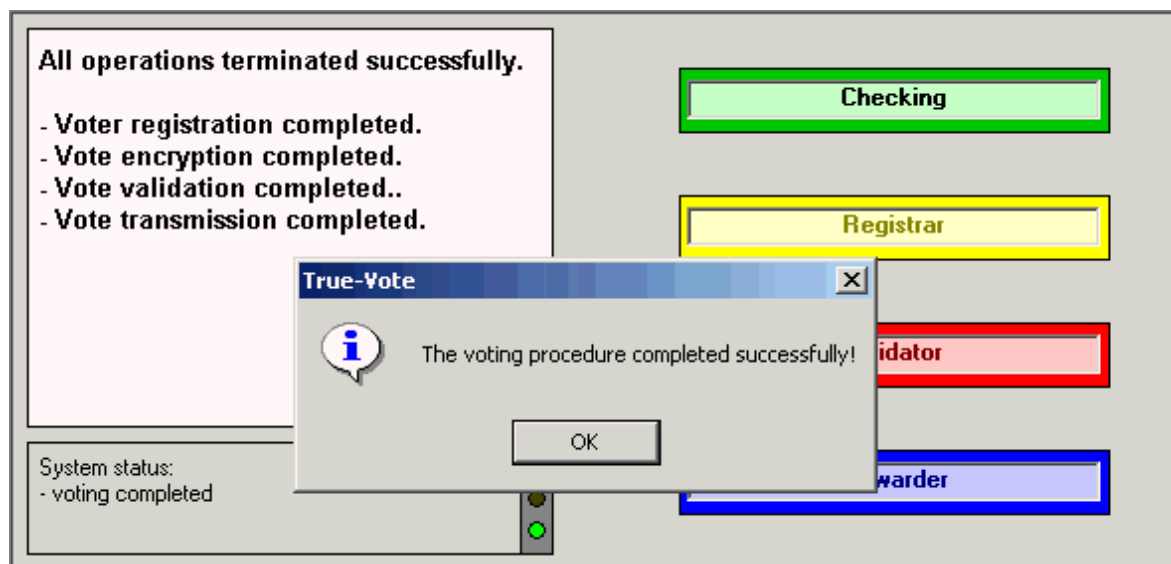 All operations terminated successfully.
- Voter registration completed.
- Vote encryption completed.
- Vote validation completed..
- Vote transmission completed.
Checking
Registrar
True-Vote
The voting procedure completed successfully!
OK
idator
warder
System status:
- voting completed